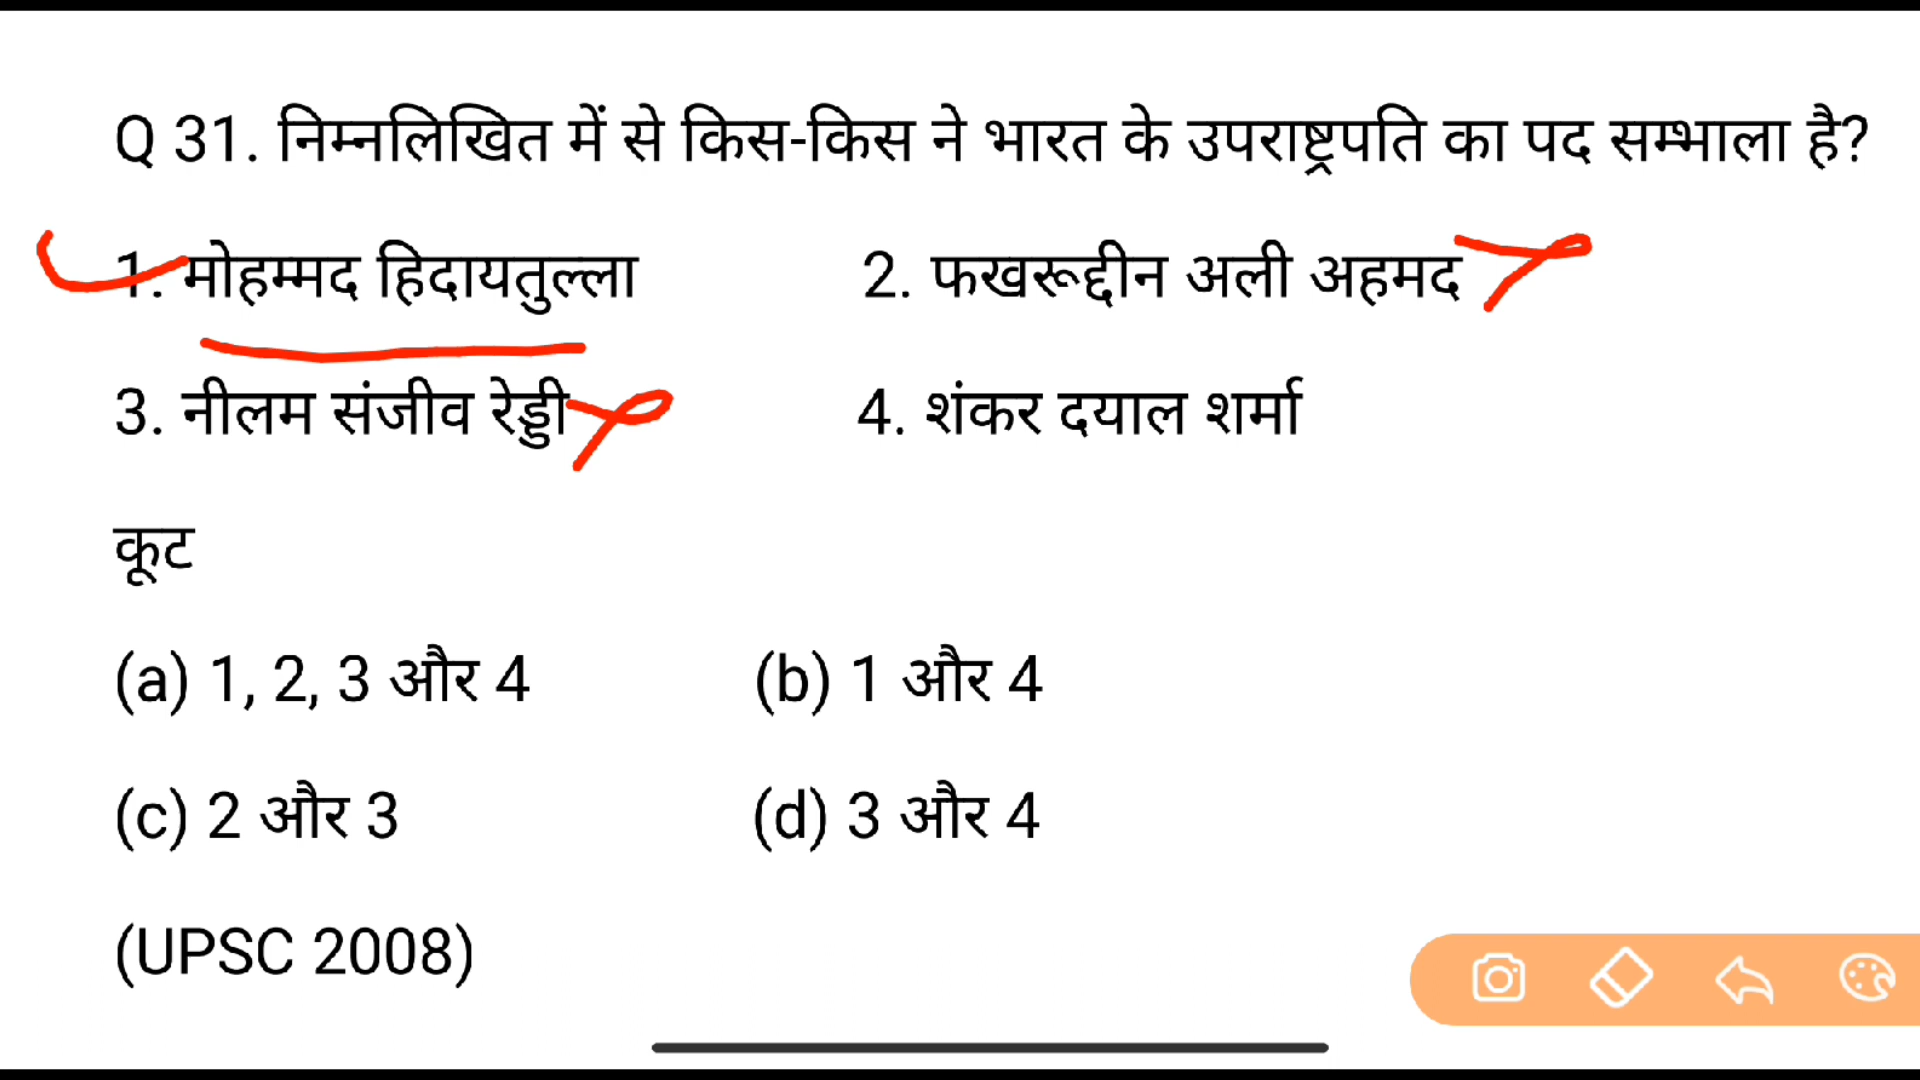 Q 31. निम्नलिखित में से किस-किस ने भारत के उपराष्ट्रपति का पद सम्भाला है?
1. मोहम्मद हिदायतुल्ला 2. फखरूद्दीन अली अहमद
3. नीलम संजीव रेड्डी 4. शंकर दयाल शर्मा
कूट
(a) 1, 2, 3 और 4 (b) 1 और 4
(c) 2 और 3 (d) 3 और 4
(UPSC 2008)